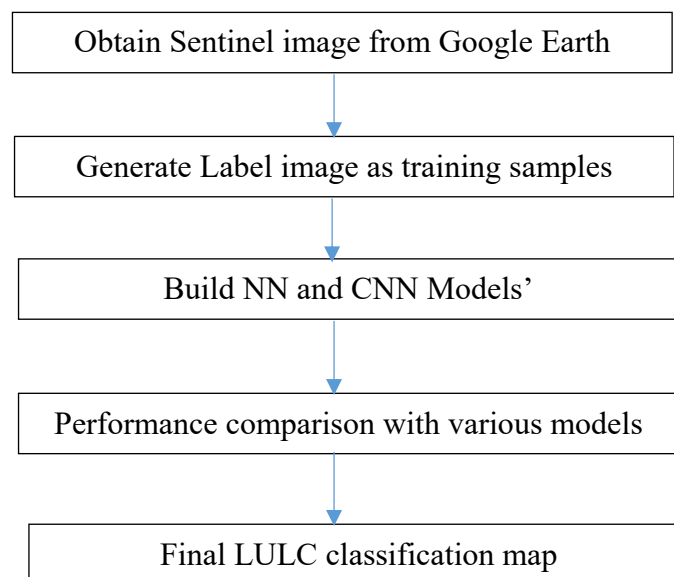 Obtain Sentinel image from Google Earth
Generate Label image as training samples
Build NN and CNN Models’
Performance comparison with various models
Final LULC classification map